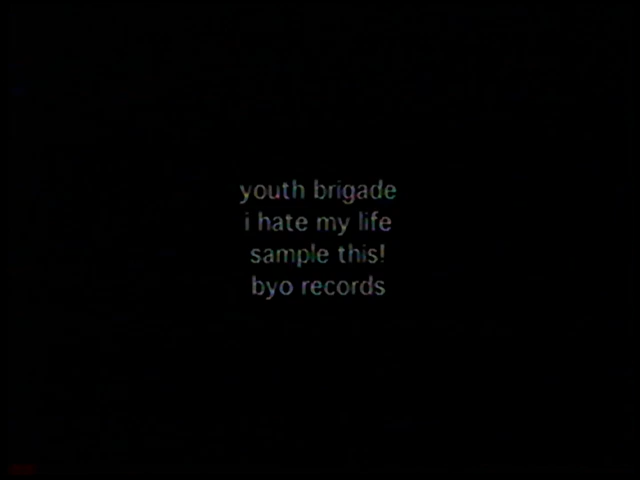 youth brigade
i hate my life
sample this!
byo records